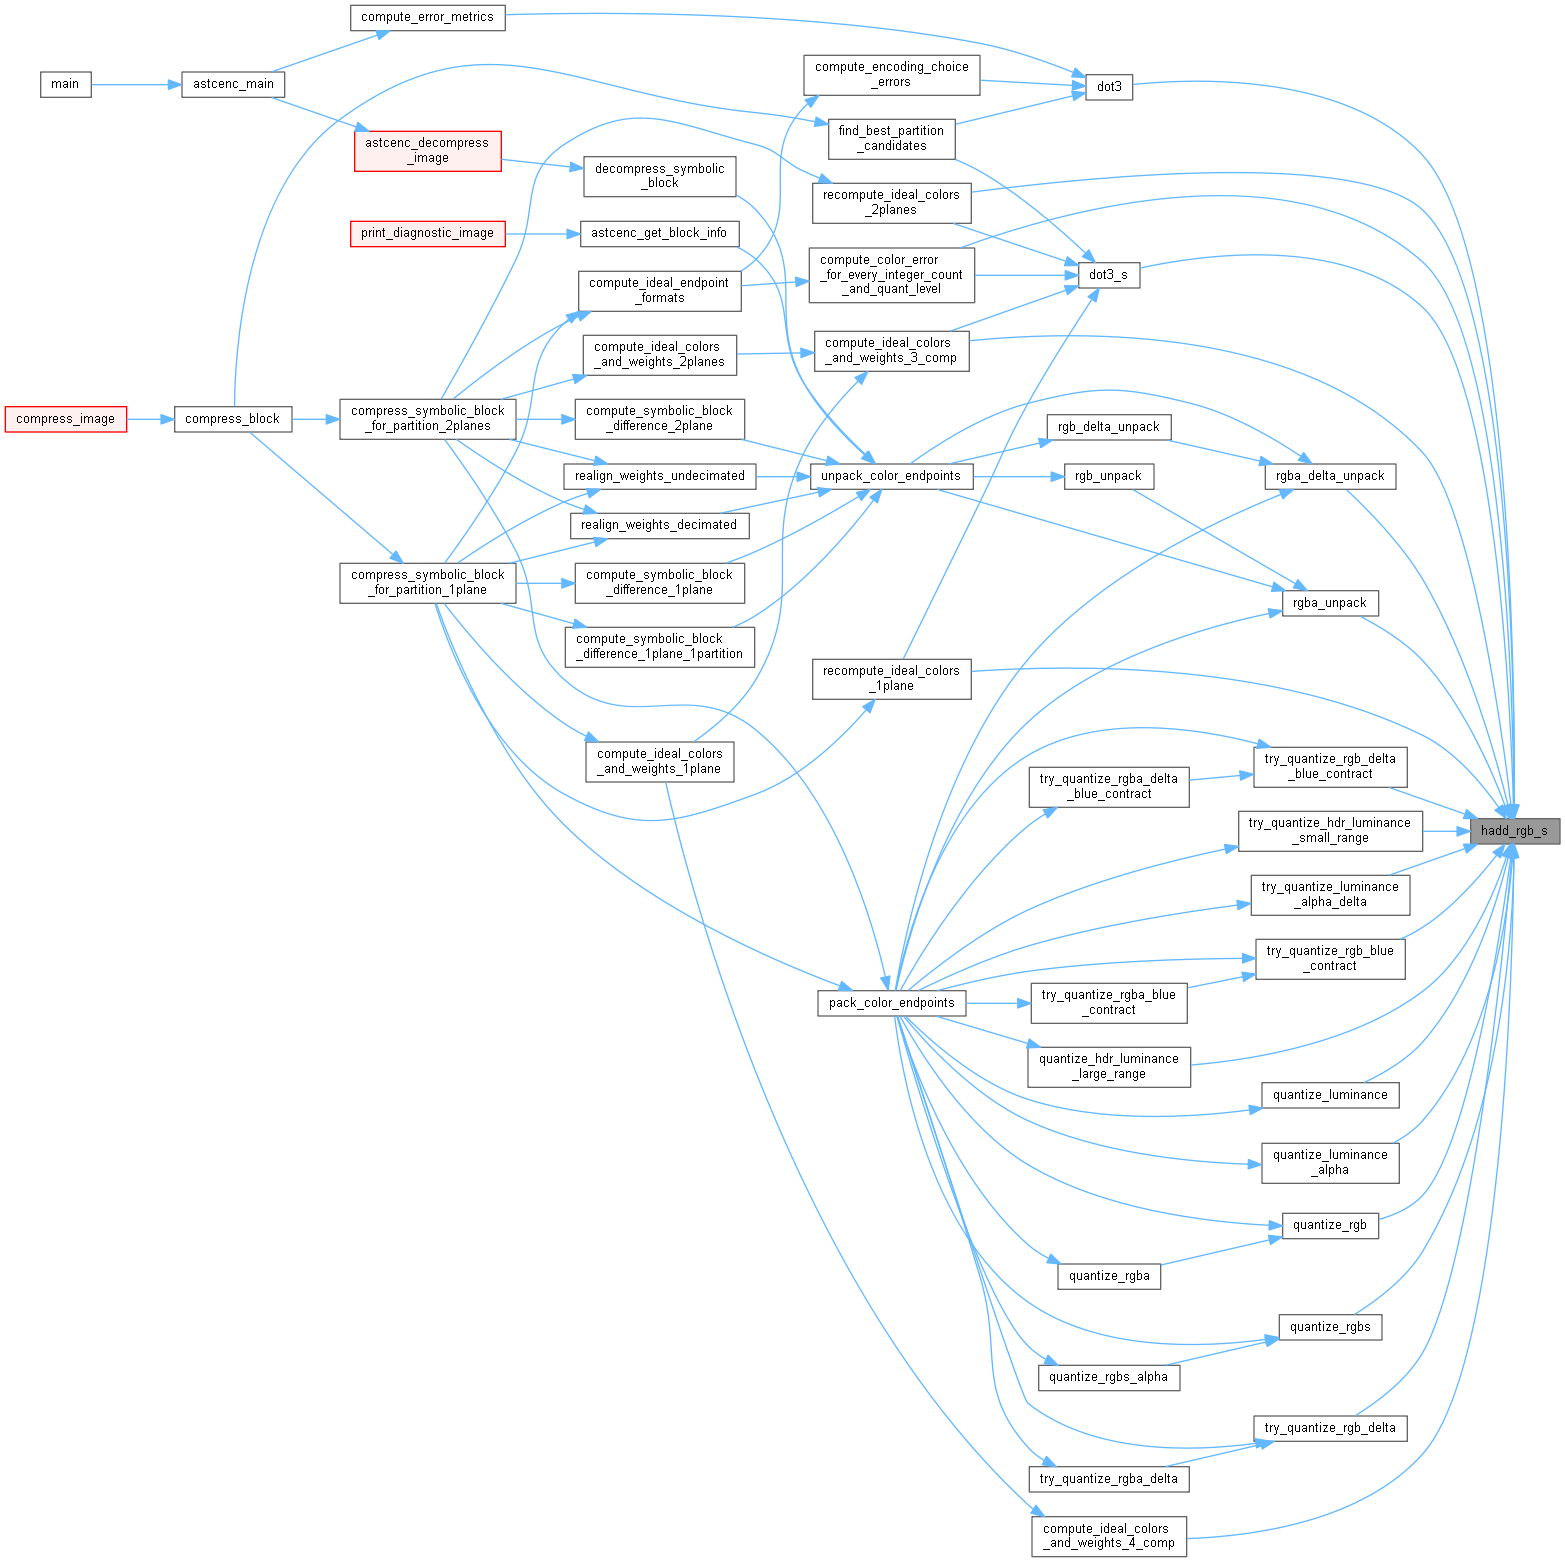 compute_error_metrics
main
astcenc_main
compute_encoding_choice
_errors
dot3
astcenc_decompress
_image
find_best_partition
_candidates
decompress_symbolic
_block
recompute_ideal_colors
_2planes
print_diagnostic_image
astcenc_get_block_info
compute_color_error
_for_every_integer_count
_and_quant_level
dot3_s
compute_ideal_endpoint
_formats
compute_ideal_colors
_and_weights_2planes
compute_ideal_colors
_and_weights_3_comp
compress_image
compress_block
compress_symbolic_block
_for_partition_2planes
compute_symbolic_block
_difference_2plane
rgb_delta_unpack
realign_weights_undecimated
unpack_color_endpoints
rgb_unpack
rgba_delta_unpack
realign_weights_decimated
compress_symbolic_block
_for_partition_1plane
compute_symbolic_block
_difference_1plane
rgba_unpack
compute_symbolic_block
_difference_1plane_1partition
recompute_ideal_colors
_1plane
compute_ideal_colors
_and_weights_1plane
try_quantize_rgb_delta
_blue_contract
try_quantize_rgba_delta
_blue_contract
try_quantize_hdr_luminance
_small_range
hadd_rgb_s
try_quantize_luminance
_alpha_delta
try_quantize_rgb_blue
_contract
pack_color_endpoints
try_quantize_rgba_blue
_contract
quantize_hdr_luminance
_large_range
quantize_luminance
quantize_luminance
_alpha
quantize_rgb
quantize_rgba
quantize_rgbs
quantize_rgbs_alpha
try_quantize_rgb_delta
try_quantize_rgba_delta
compute_ideal_colors
_and_weights_4_comp